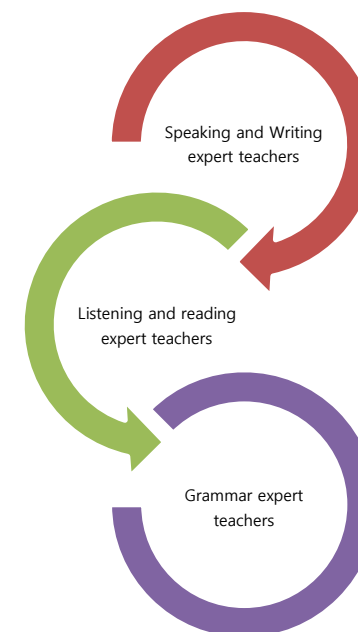 Speaking and Writing
expert teachers
Listening and reading
expert teachers
Grammar expert
teachers